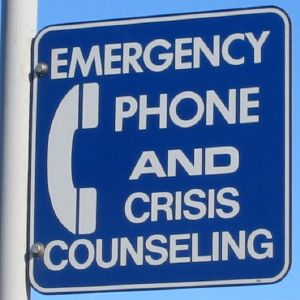 EMERGENCY
PHONE
AND
CRISIS
COUNSELING